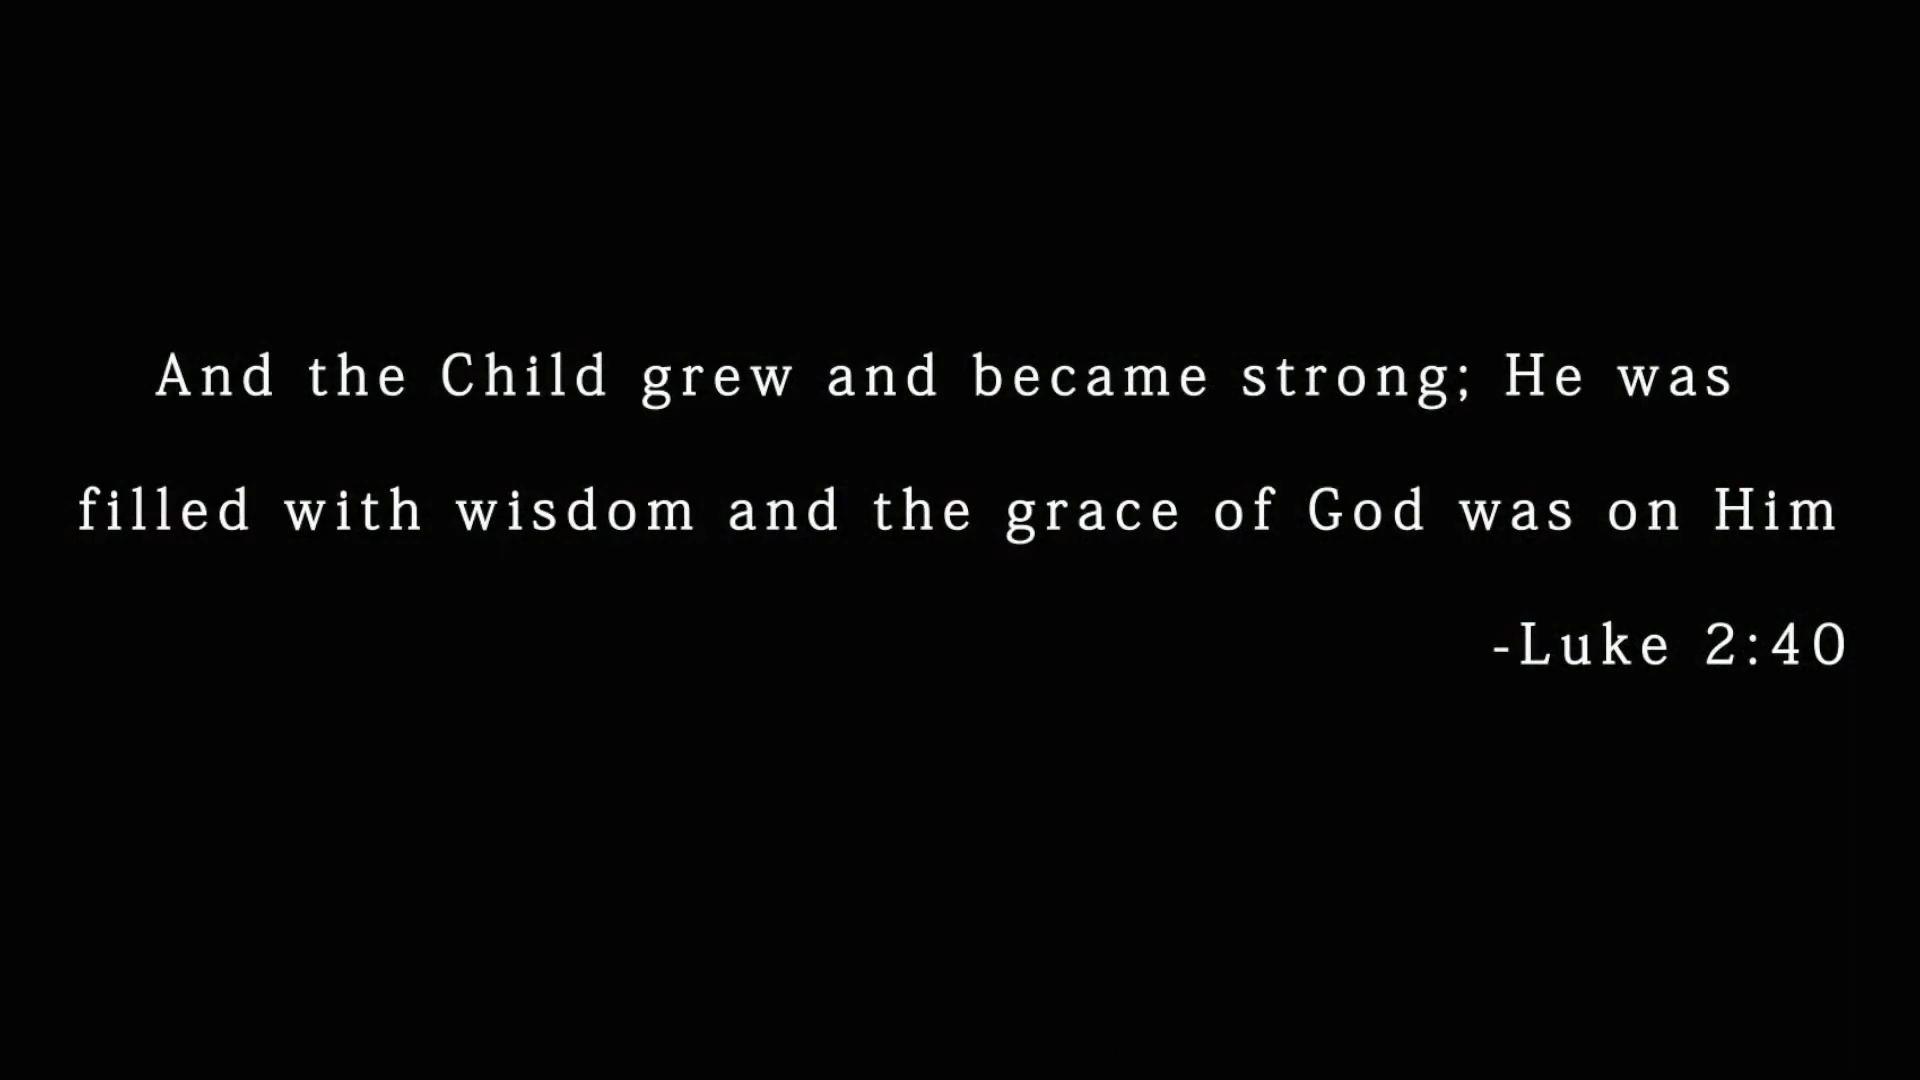 And the Child grew and became strong; He was
filled with wisdom and the grace of God was on Him
-Luke 2:40